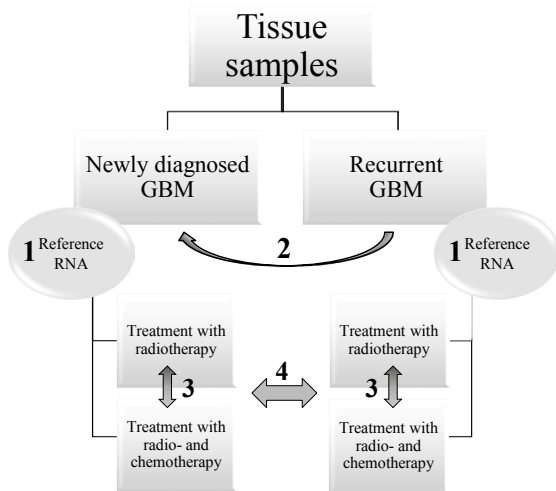 Tissue
samples
Newly diagnosed
GBM
Recurrent
GBM
1 Reference
RNA
2
1 Reference
RNA
Treatment with
radiotherapy
Treatment with
radiotherapy
3
4
3
Treatment with
radio- and
chemotherapy
Treatment with
radio- and
chemotherapy